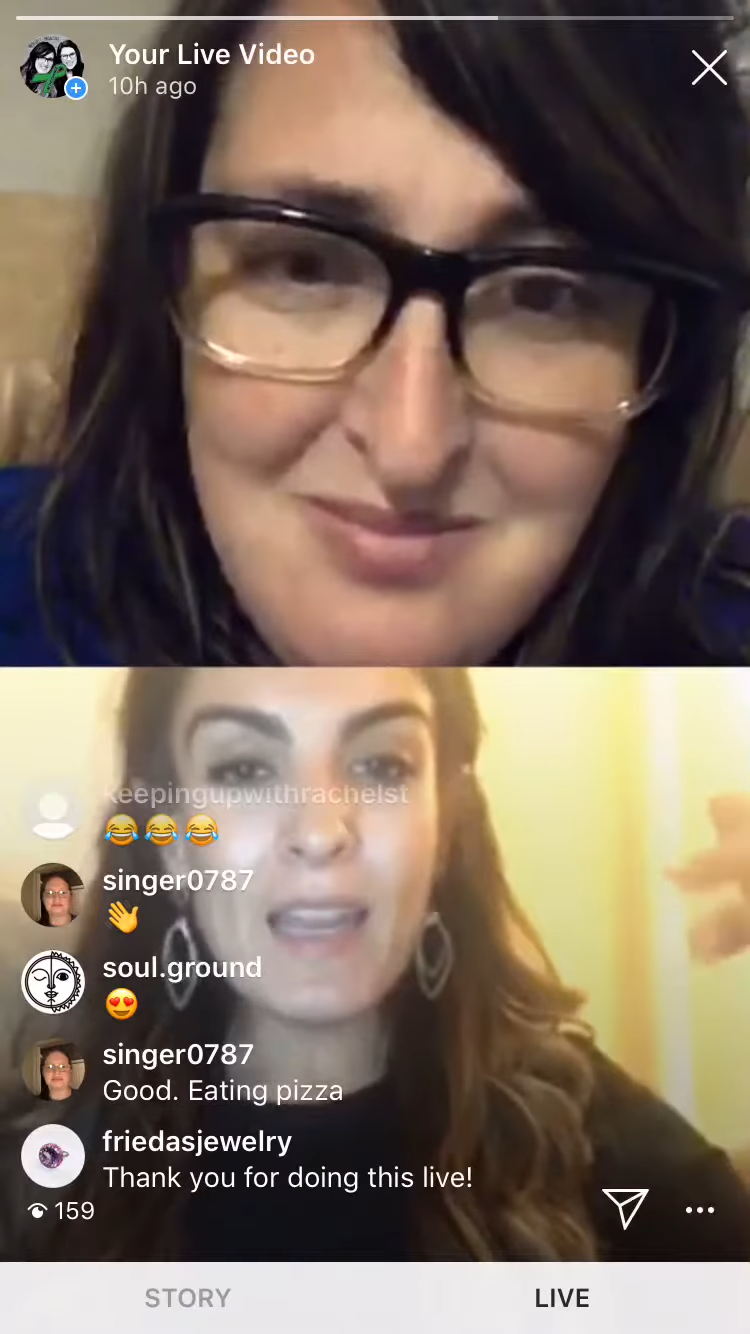 Your Live Video
10h ago
keepingupwithrachelst
😂😂😂
singer0787
👋
soul.ground
😍
singer0787
Good. Eating pizza
friedasjewelry
Thank you for doing this live!
159
STORY
LIVE